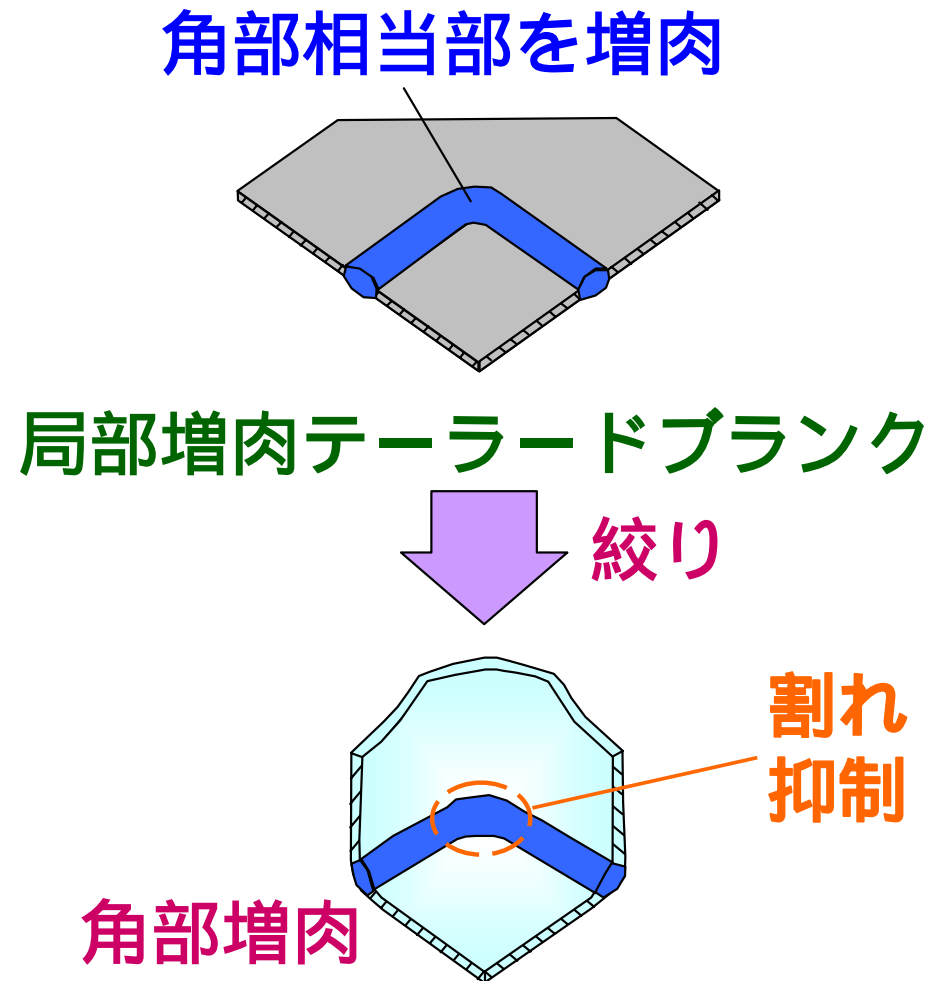 角部相当部を増肉
局部増肉テーラードブランク
絞り
割れ
抑制
角部増肉